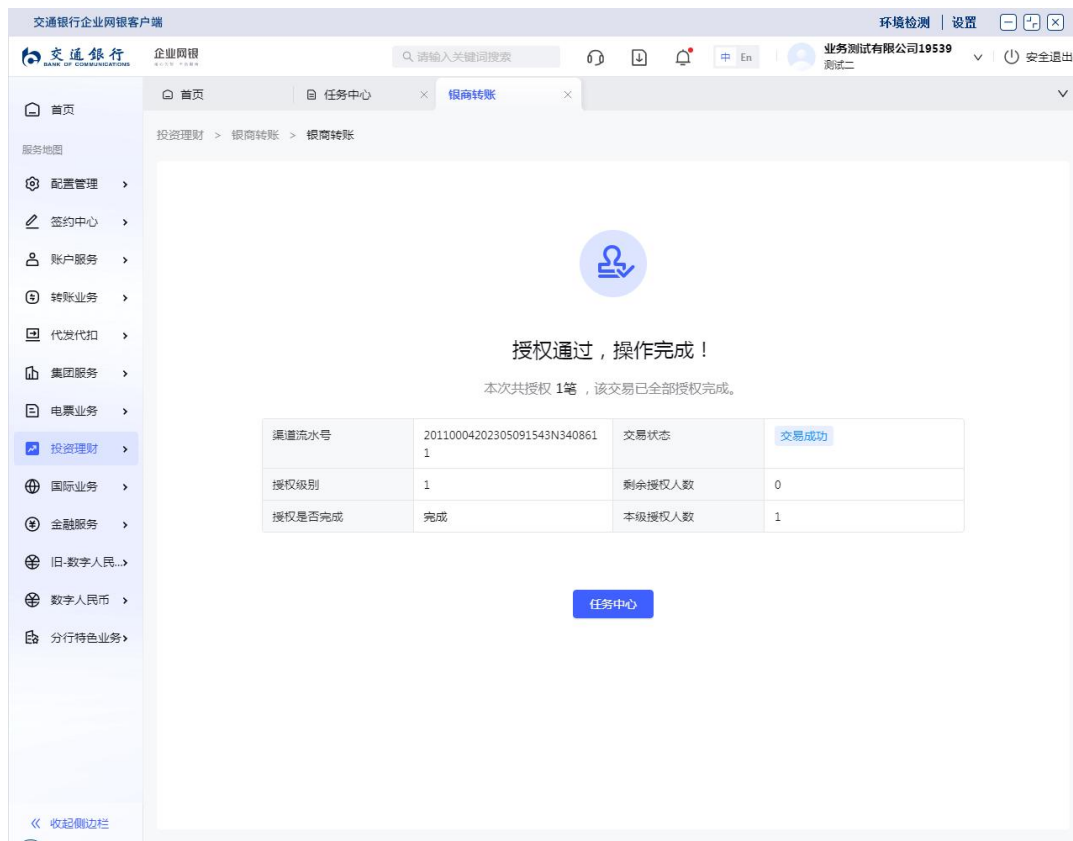 交通银行企业网银客户端
环境检测 设置
交通銀行 企业网银 请输入关键词搜索 中 En 业务测试有限公司19539 安全退出
BANK OF COMMUNICATIONS 测试二
首页 任务中心 银商转账
首页
投资理财 > 银商转账 > 银商转账
服务地图
配置管理
签约中心
账户服务
转账业务
代发代扣
集团服务
电票业务
投资理财
国际业务
金融服务
旧-数字人民...
数字人民币
分行特色业务
收起侧边栏
授权通过，操作完成！
本次共授权 1笔 ，该交易已全部授权完成。
渠道流水号 20110004202305091543N340861 交易状态 交易成功
1
授权级别 1 剩余授权人数 0
授权是否完成 完成 本级授权人数 1
任务中心